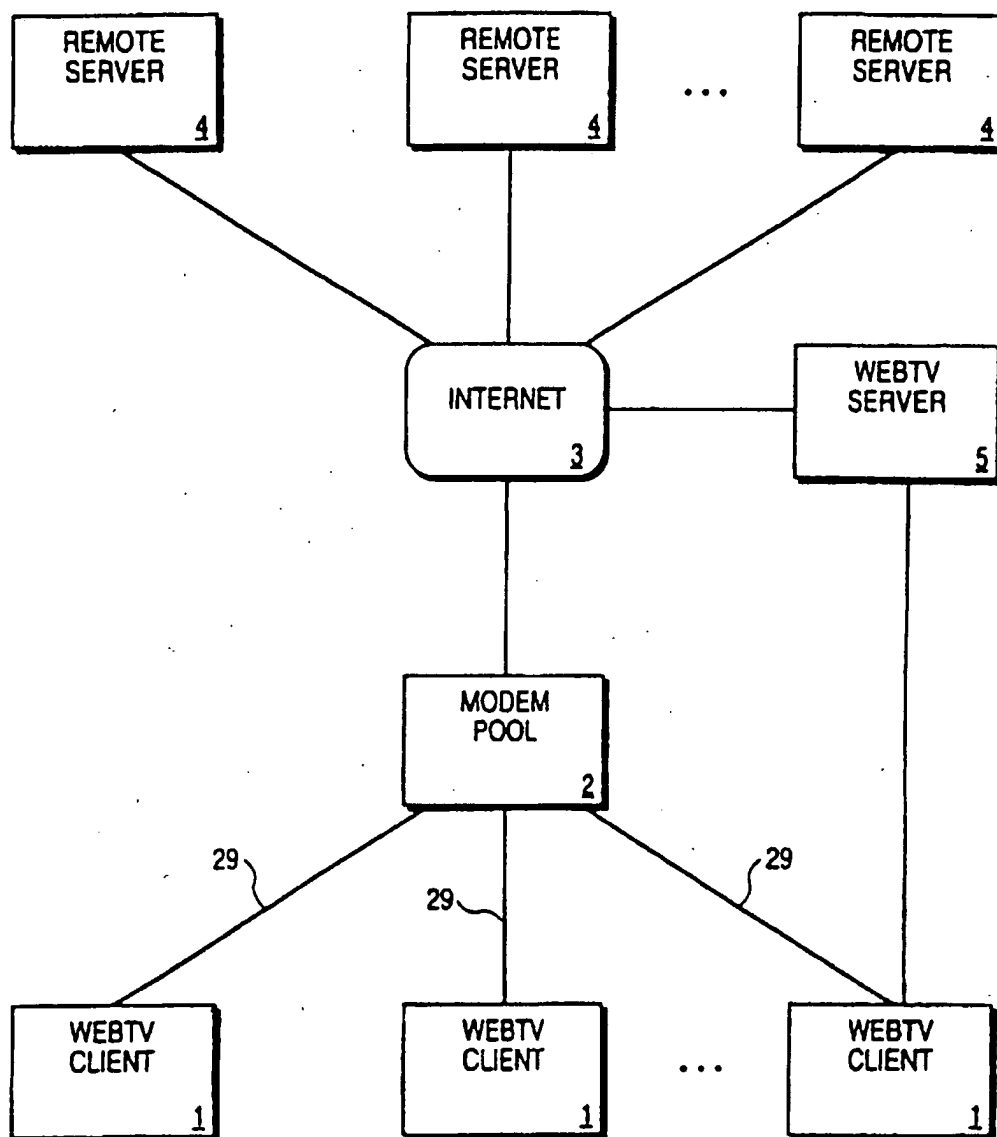 REMOTE
SERVER
4
REMOTE
SERVER
4
...
REMOTE
SERVER
4
INTERNET
3
WEBTV
SERVER
5
MODEM
POOL
2
29
29
29
WEBTV
CLIENT
1
WEBTV
CLIENT
1
...
WEBTV
CLIENT
1